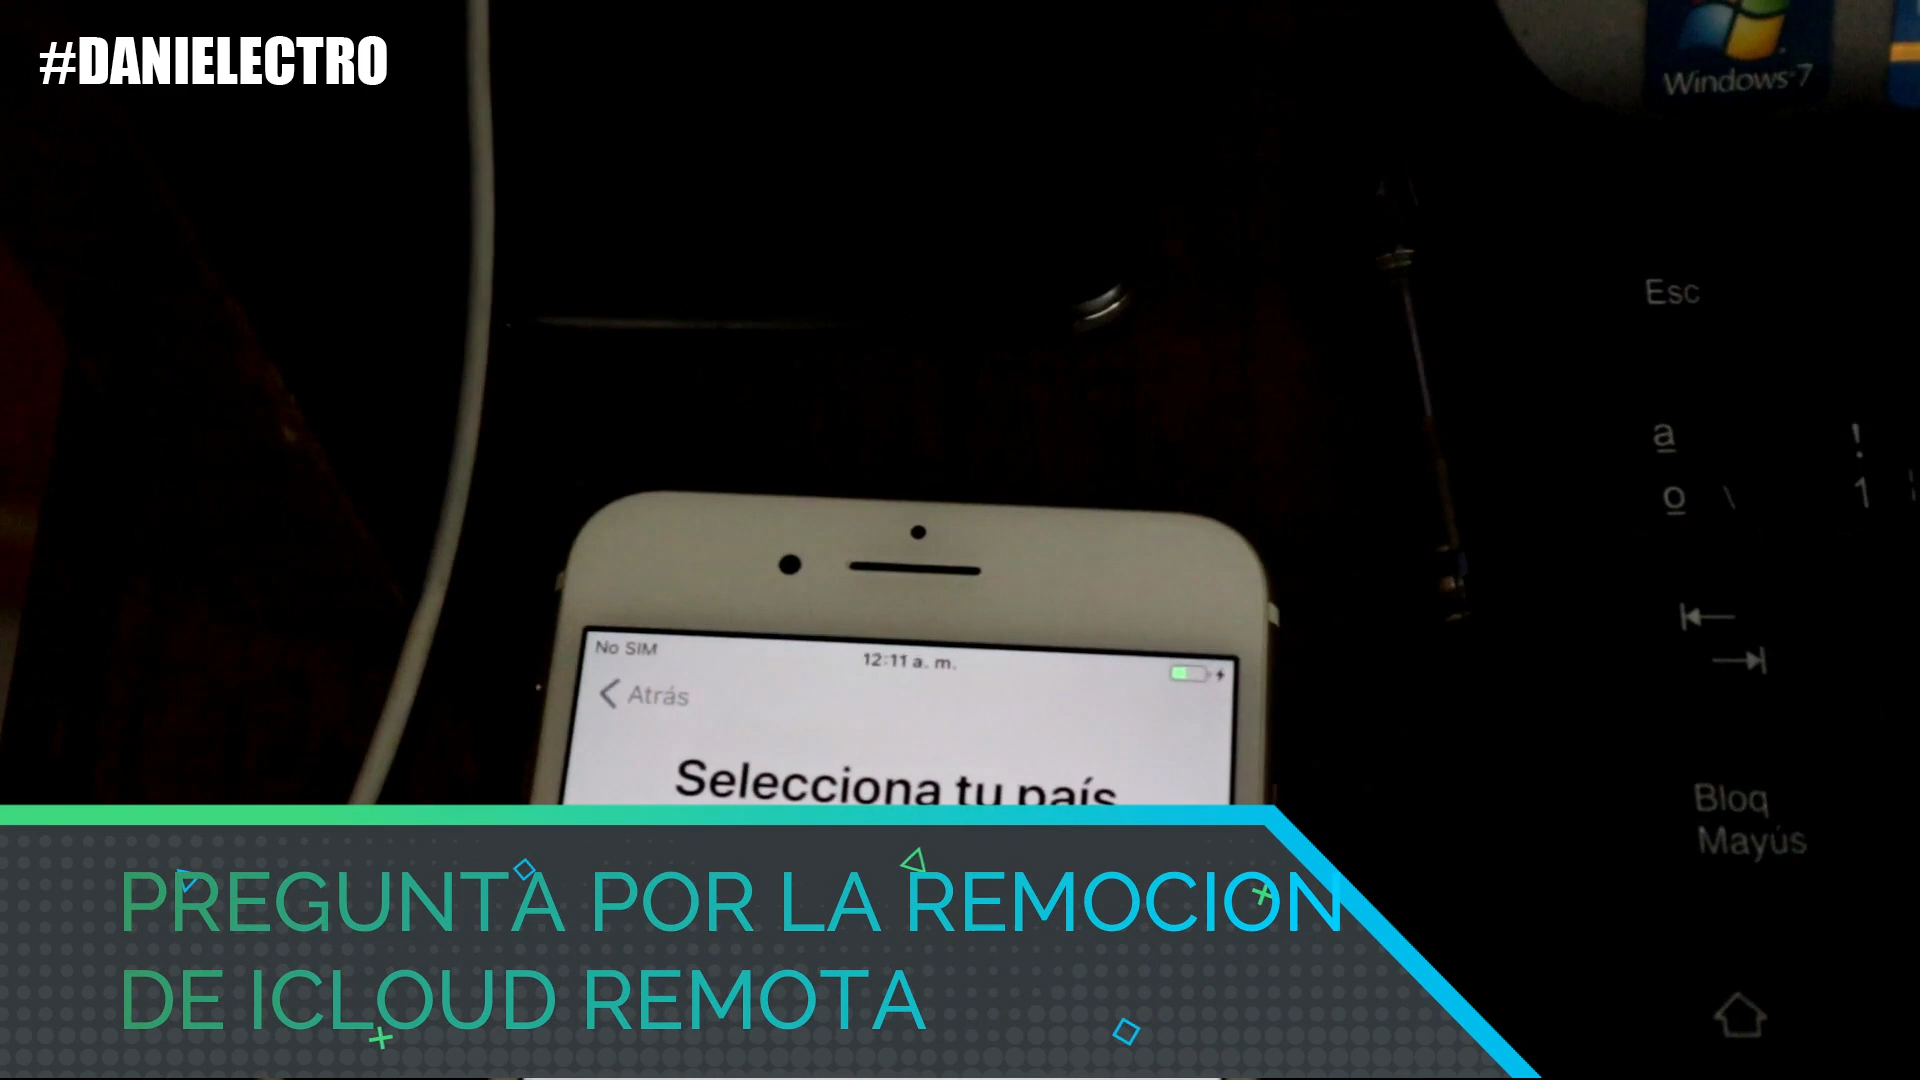 #DANIELECTRO
Windows 7
Esc
a
!
o \
1
No SIM
12:11 a. m.
Atrás
Selecciona tu país
Bloq
Mayús
PREGUNTA POR LA REMOCION
DE ICLOUD REMOTA